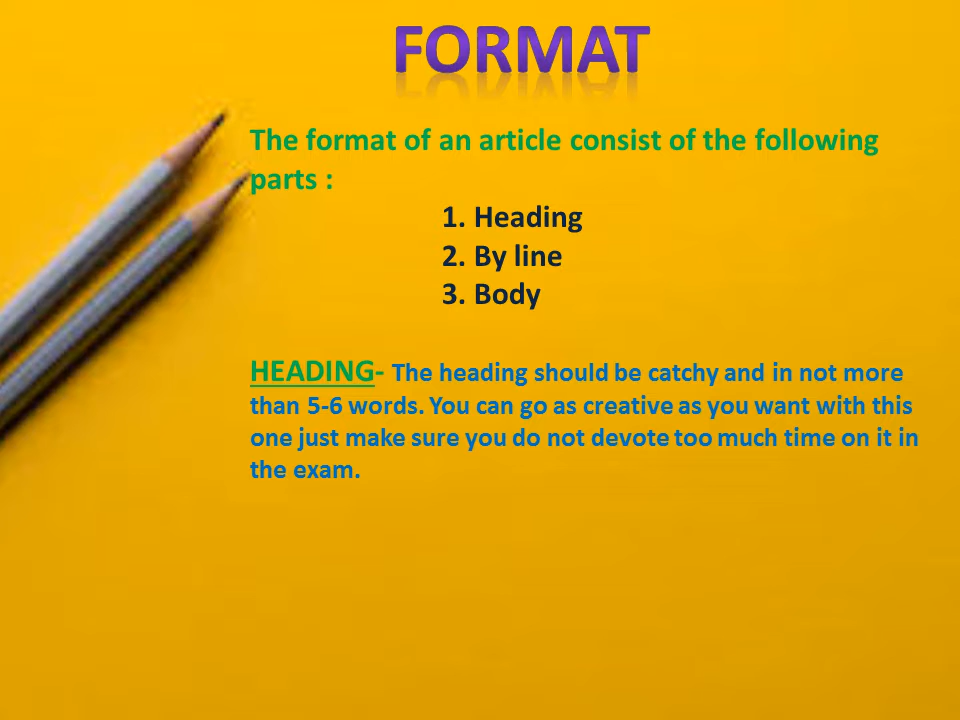 FORMAT
The format of an article consist of the following
parts :
1. Heading
2. By line
3. Body
HEADING- The heading should be catchy and in not more
than 5-6 words. You can go as creative as you want with this
one just make sure you do not devote too much time on it in
the exam.